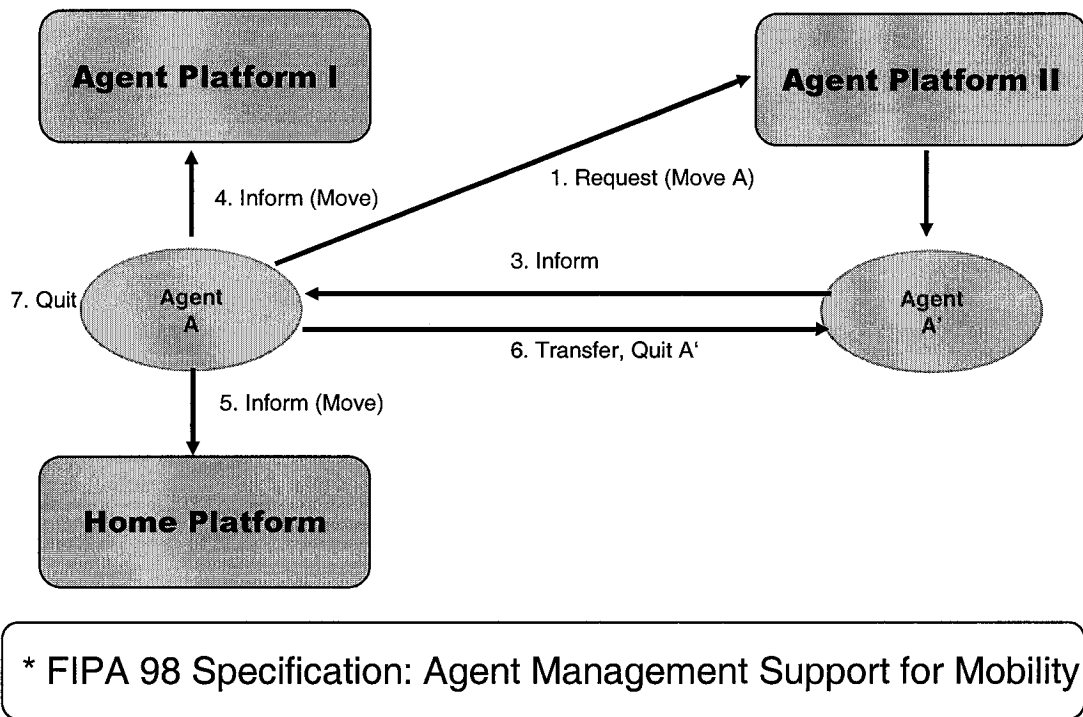 Agent Platform I
Agent Platform II
1. Request (Move A)
4. Inform (Move)
3. Inform
7. Quit
Agent
A
Agent
A'
6. Transfer, Quit A‘
5. Inform (Move)
Home Platform
* FIPA 98 Specification: Agent Management Support for Mobility